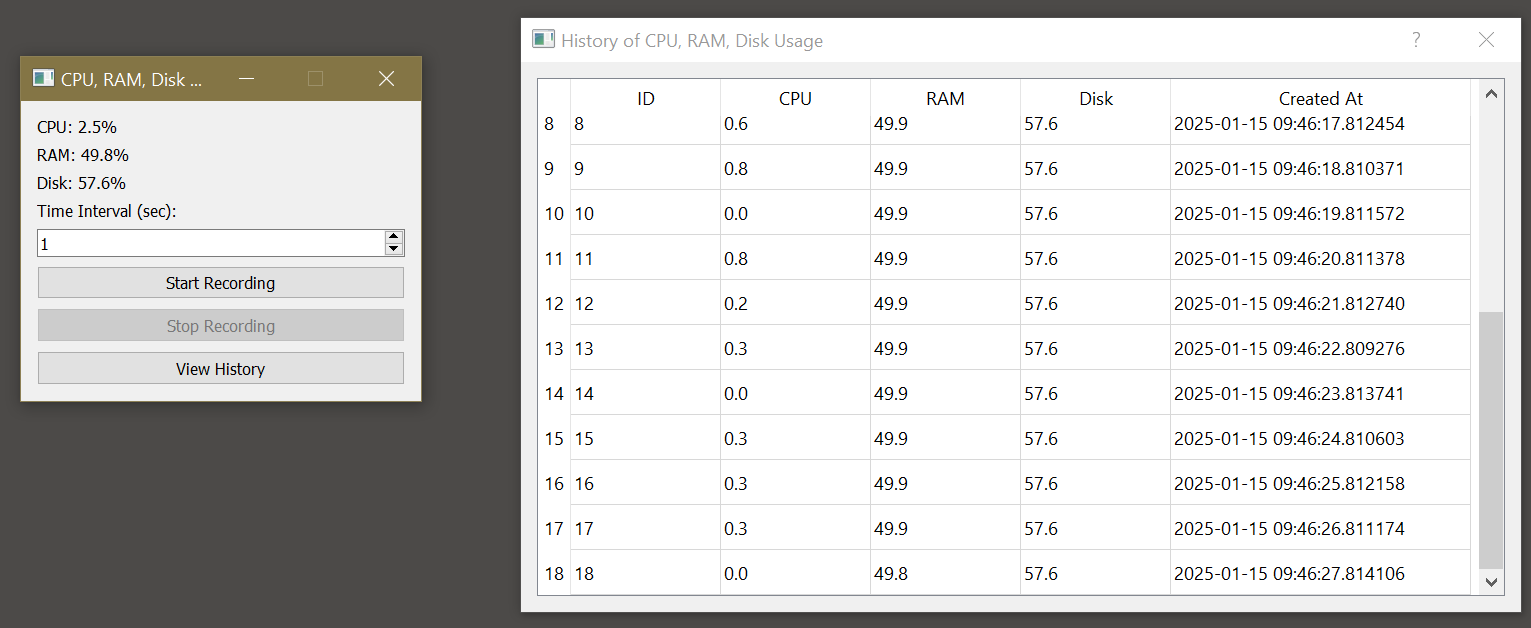 CPU, RAM, Disk ...
CPU: 2.5%
RAM: 49.8%
Disk: 57.6%
Time Interval (sec):
1
Start Recording
Stop Recording
View History
History of CPU, RAM, Disk Usage ?
ID CPU RAM Disk Created At
8 8 0.6 49.9 57.6 2025-01-15 09:46:17.812454
9 9 0.8 49.9 57.6 2025-01-15 09:46:18.810371
10 10 0.0 49.9 57.6 2025-01-15 09:46:19.811572
11 11 0.8 49.9 57.6 2025-01-15 09:46:20.811378
12 12 0.2 49.9 57.6 2025-01-15 09:46:21.812740
13 13 0.3 49.9 57.6 2025-01-15 09:46:22.809276
14 14 0.0 49.9 57.6 2025-01-15 09:46:23.813741
15 15 0.3 49.9 57.6 2025-01-15 09:46:24.810603
16 16 0.3 49.9 57.6 2025-01-15 09:46:25.812158
17 17 0.3 49.9 57.6 2025-01-15 09:46:26.811174
18 18 0.0 49.8 57.6 2025-01-15 09:46:27.814106